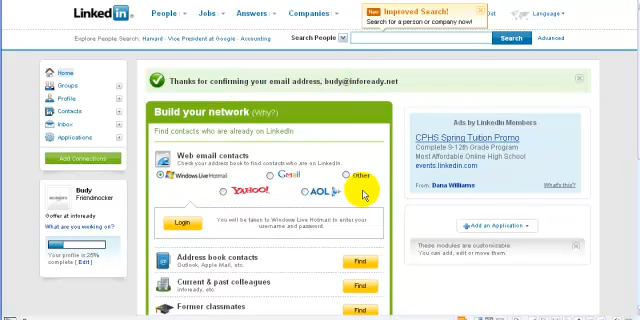 Linked in
People
Jobs
Answers
Companies
New Improved Search!
Search for a person or company now!
Out
Language
Explore People Search: Harvard - Vice President at Google - Accounting
Search People
Search
Advanced
Home
Groups
Profile
Contacts
Inbox
Applications
Add Connections
Budy
Friendmocker
offer at infoready
What are you working on?
Your profile is 25%
complete [ Edit ]
Thanks for confirming your email address, budy@infoready.net
Build your network (Why?)
Find contacts who are already on LinkedIn
Web email contacts
Check your address book to find contacts who are on LinkedIn.
Windows Live Hotmail
Gmail
Other
YAHOO!
AOL
Login
You will be taken to Windows Live Hotmail to enter your
username and password.
Address book contacts
Outlook, Apple Mail, etc.
Find
Current & past colleagues
infoready, etc.
Find
Former classmates
Find
Ads by LinkedIn Members
CPHS Spring Tuition Promo
Complete 9-12th Grade Program
Most Affordable Online High School
events.linkedin.com
From: Dana Williams
What's this?
Add an Application
These modules are customizable
You can add, edit or move them.